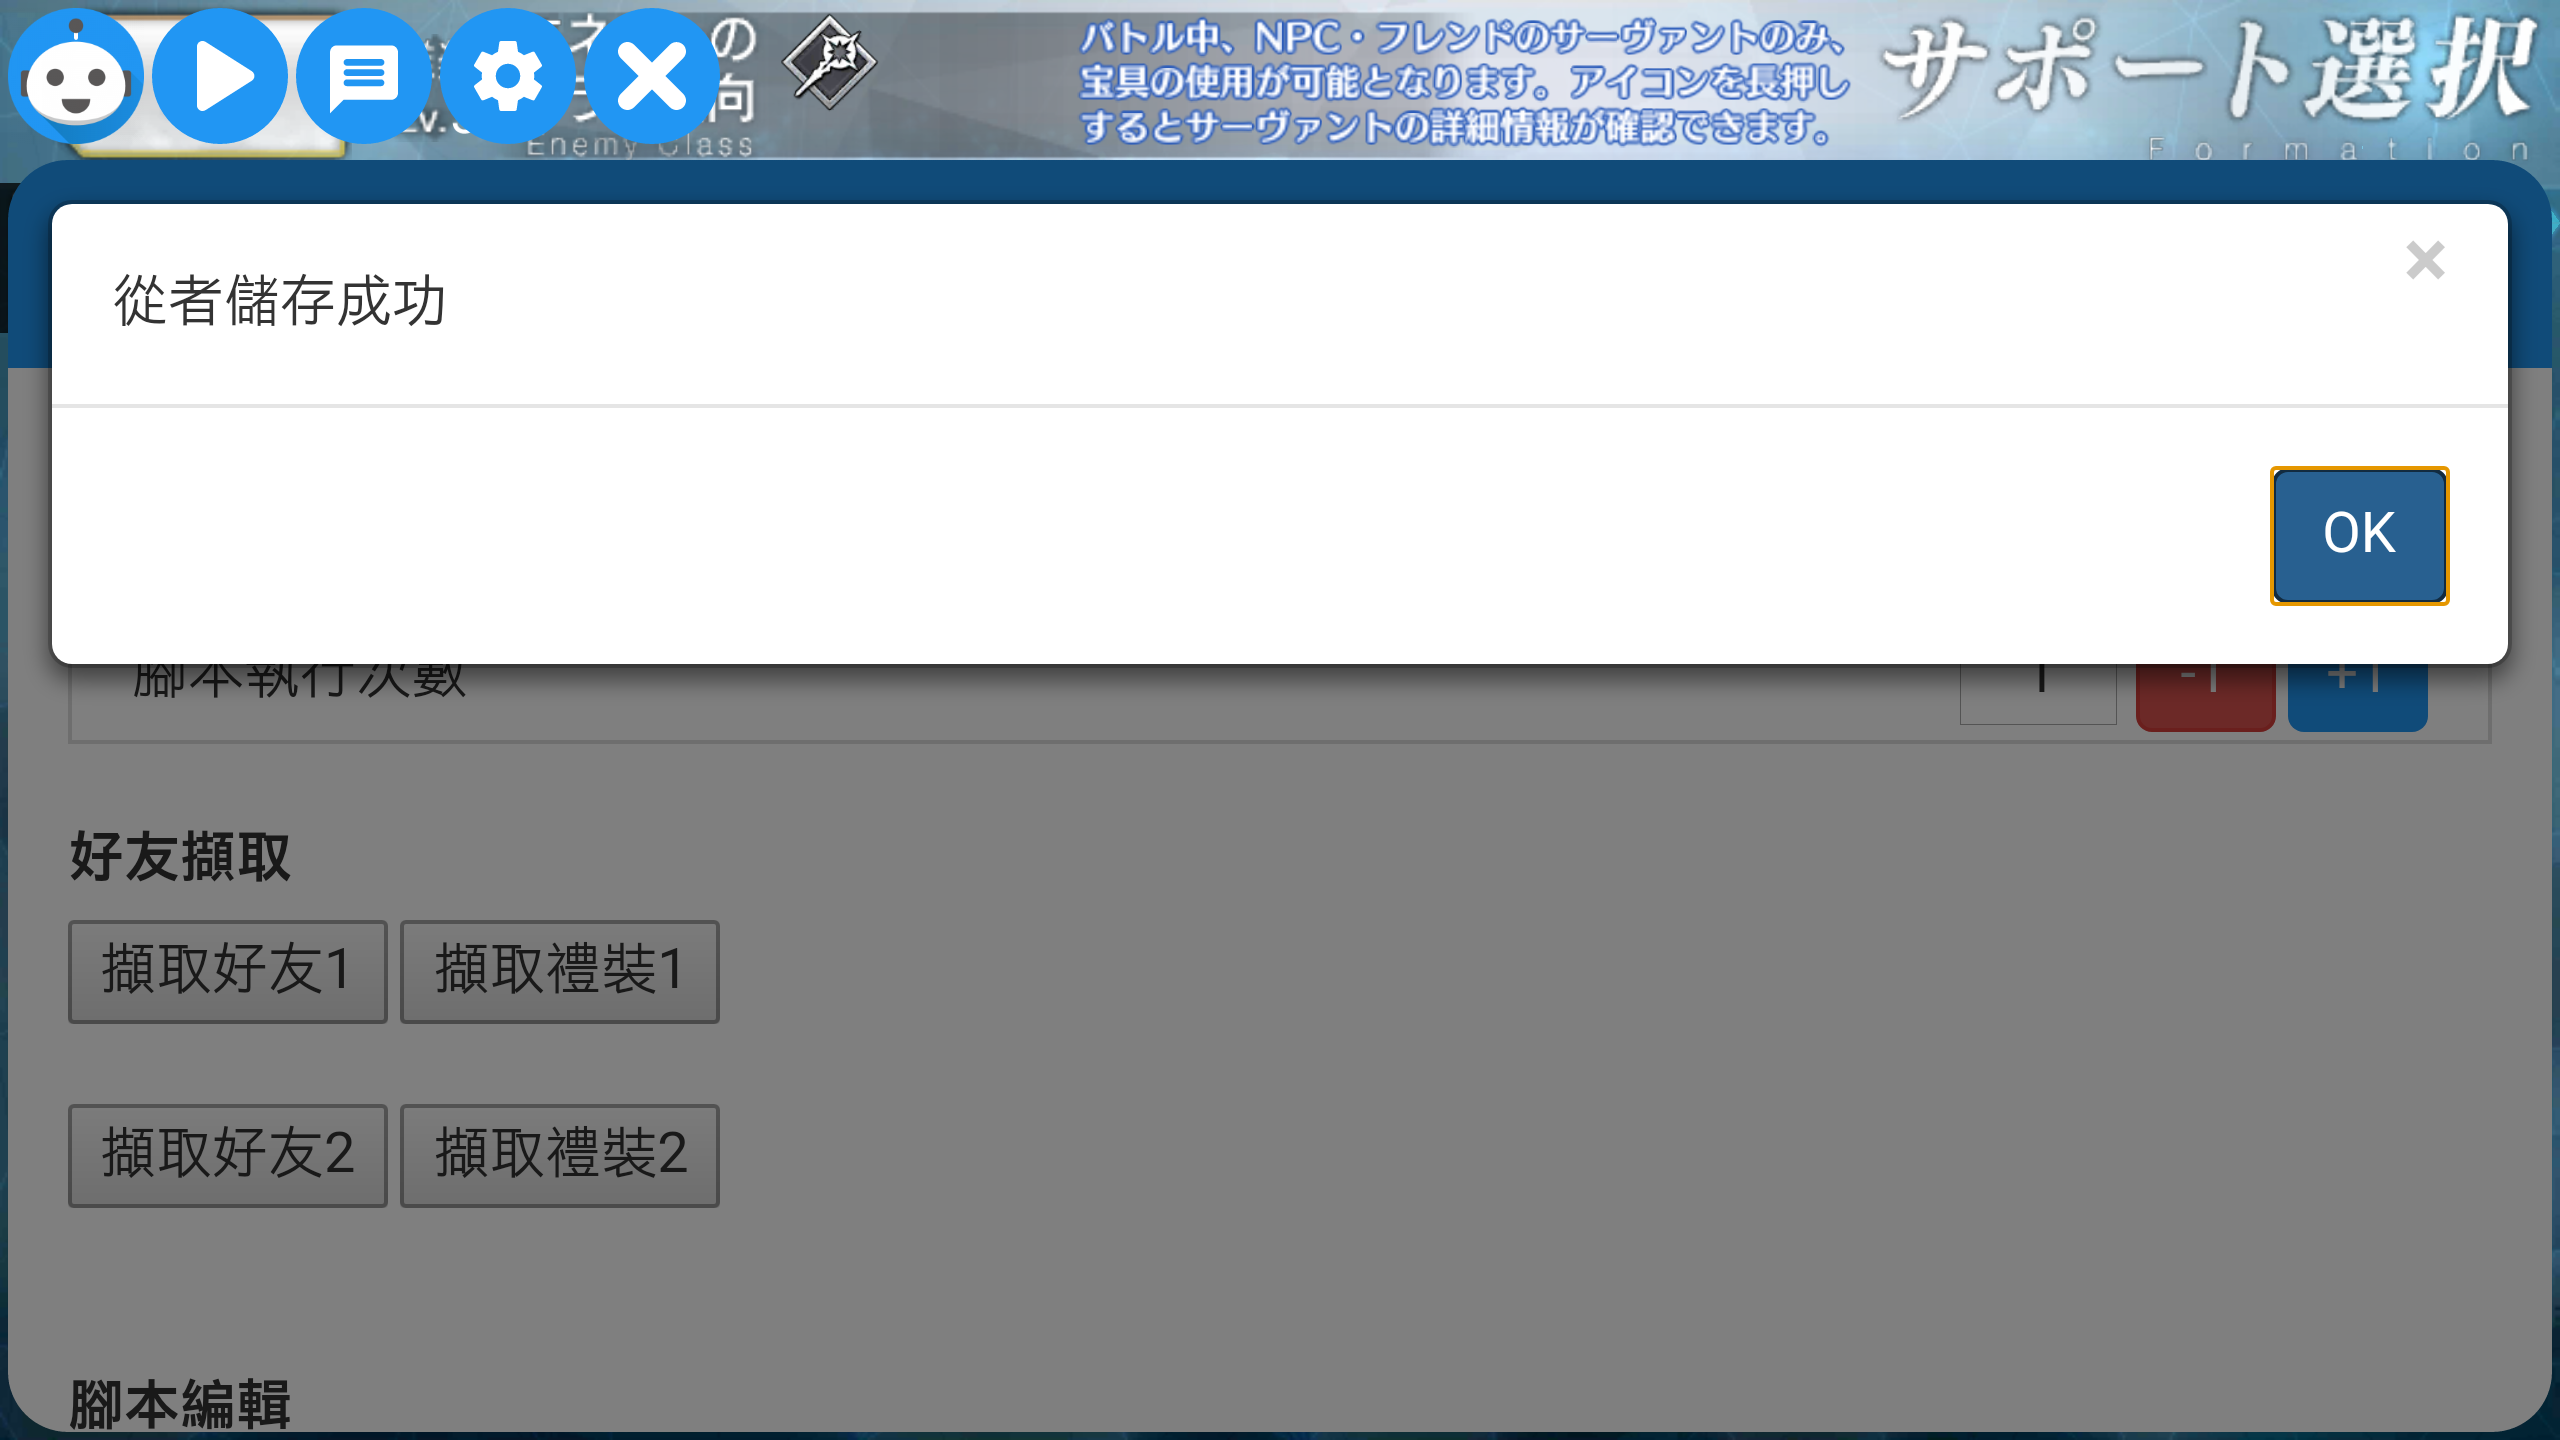 の
向
Enemy Class
バトル中、NPC・フレンドのサーヴァントのみ、
宝具の使用が可能となります。アイコンを長押し
するとサーヴァントの詳細情報が確認できます。
サポート選択
Formation
×
從者儲存成功
OK
腳本執行次數
1
-1
+1
好友擷取
擷取好友1
擷取禮裝1
擷取好友2
擷取禮裝2
腳本編輯